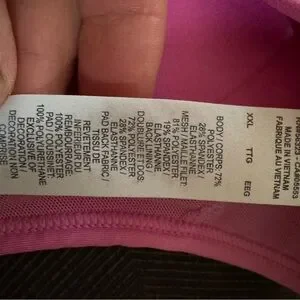 MADE IN VIETNAM
FABRIQUÉ AU VIETNAM
XXL TTG EEG
BODY / CORPS: 72%
POLYESTER
28% SPANDEX /
ÉLASTHANNE
MESH / MAILLE FILET:
81% POLYESTER
19% SPANDEX /
ÉLASTHANNE
BACK LINING /
DOUBLURE DU DOS:
72% POLYESTER
28% SPANDEX /
ÉLASTHANNE
PAD BACK FABRIC /
TISSU DE
REVÊTEMENT
INFÉRIEUR DU
REMBOURRAGE:
100% POLYESTER
PAD / COUSSINET:
100% POLYURETHANE
EXCLUSIVE OF
DECORATION /